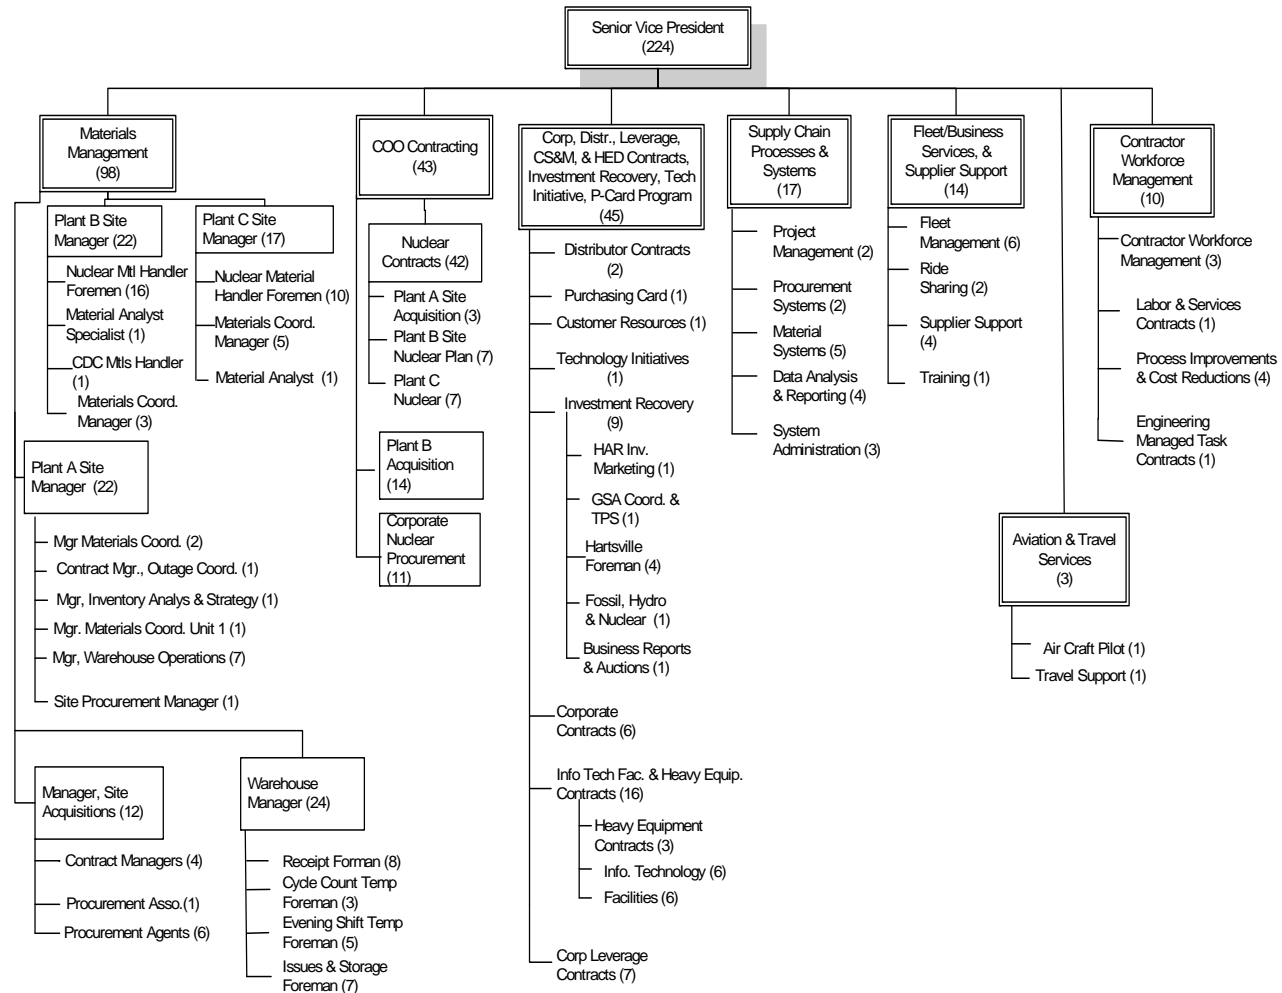 Senior Vice President
(224)
Materials
Management
(98)
Plant B Site
Manager (22)
Nuclear Mtl Handler
Foremen (16)
Material Analyst
Specialist (1)
CDC Mtls Handler
(1)
Materials Coord.
Manager (3)
Plant C Site
Manager (17)
Nuclear Material
Handler Foremen (10)
Materials Coord.
Manager (5)
Material Analyst (1)
Plant A Site
Manager (22)
Mgr Materials Coord. (2)
Contract Mgr., Outage Coord. (1)
Mgr, Inventory Analys & Strategy (1)
Mgr. Materials Coord. Unit 1 (1)
Mgr, Warehouse Operations (7)
Site Procurement Manager (1)
Manager, Site
Acquisitions (12)
Contract Managers (4)
Procurement Asso.(1)
Procurement Agents (6)
Warehouse
Manager (24)
Receipt Forman (8)
Cycle Count Temp
Foreman (3)
Evening Shift Temp
Foreman (5)
Issues & Storage
Foreman (7)
COO Contracting
(43)
Nuclear
Contracts (42)
Plant A Site
Acquisition (3)
Plant B Site
Nuclear Plan (7)
Plant C
Nuclear (7)
Plant B
Acquisition
(14)
Corporate
Nuclear
Procurement
(11)
Corp, Distr., Leverage,
CS&M, & HED Contracts,
Investment Recovery, Tech
Initiative, P-Card Program
(45)
Distributor Contracts
(2)
Purchasing Card (1)
Customer Resources (1)
Technology Initiatives
(1)
Investment Recovery
(9)
HAR Inv.
Marketing (1)
GSA Coord. &
TPS (1)
Hartsville
Foreman (4)
Fossil, Hydro
& Nuclear (1)
Business Reports
& Auctions (1)
Corporate
Contracts (6)
Info Tech Fac. & Heavy Equip.
Contracts (16)
Heavy Equipment
Contracts (3)
Info. Technology (6)
Facilities (6)
Corp Leverage
Contracts (7)
Supply Chain
Processes &
Systems
(17)
Project
Management (2)
Procurement
Systems (2)
Material
Systems (5)
Data Analysis
& Reporting (4)
System
Administration (3)
Fleet/Business
Services, &
Supplier Support
(14)
Fleet
Management (6)
Ride
Sharing (2)
Supplier Support
(4)
Training (1)
Contractor
Workforce
Management
(10)
Contractor Workforce
Management (3)
Labor & Services
Contracts (1)
Process Improvements
& Cost Reductions (4)
Engineering
Managed Task
Contracts (1)
Aviation & Travel
Services
(3)
Air Craft Pilot (1)
Travel Support (1)